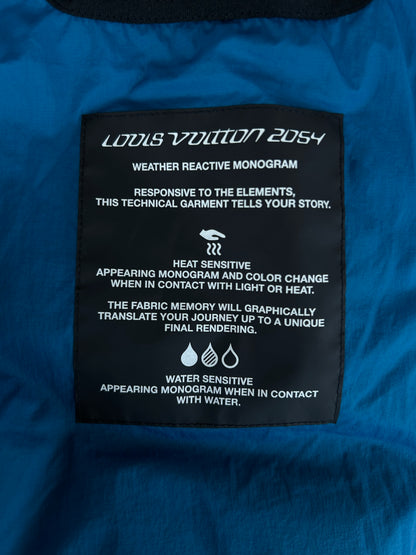 LOUIS VUITTON 2054
WEATHER REACTIVE MONOGRAM
RESPONSIVE TO THE ELEMENTS,
THIS TECHNICAL GARMENT TELLS YOUR STORY.
HEAT SENSITIVE
APPEARING MONOGRAM AND COLOR CHANGE
WHEN IN CONTACT WITH LIGHT OR HEAT.
THE FABRIC MEMORY WILL GRAPHICALLY
TRANSLATE YOUR JOURNEY UP TO A UNIQUE
FINAL RENDERING.
WATER SENSITIVE
APPEARING MONOGRAM WHEN IN CONTACT
WITH WATER.